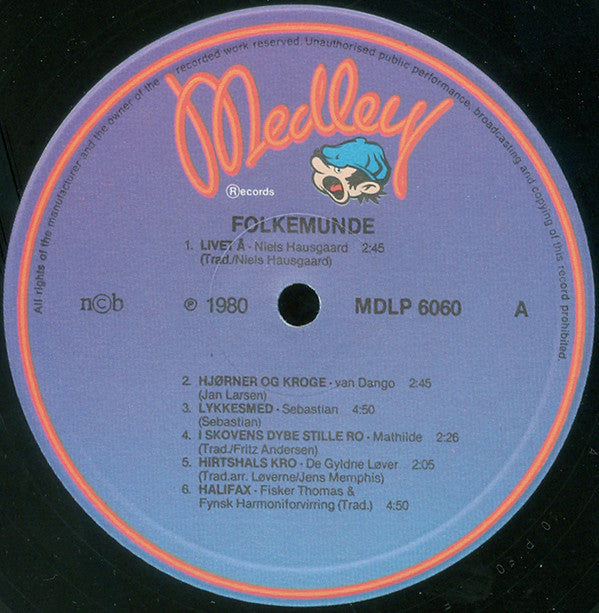 All rights of the manufacturer and the owner of the recorded work reserved. Unauthorised public performance, broadcasting and copying of this record prohibited.
Medley
Ⓡecords
FOLKEMUNDE
1. LIVET Å - Niels Hausgaard 2:45
(Trad./Niels Hausgaard)
n©b ℗ 1980 MDLP 6060 A
2. HJØRNER OG KROGE - van Dango 2:45
(Jan Larsen)
3. LYKKESMED - Sebastian 4:50
(Sebastian)
4. I SKOVENS DYBE STILLE RO - Mathilde 2:26
(Trad./Fritz Andersen)
5. HIRTSHALS KRO - De Gyldne Løver 2:05
(Trad.arr. Løverne/Jens Memphis)
6. HALIFAX - Fisker Thomas &
Fynsk Harmoniforvirring (Trad.) 4:50